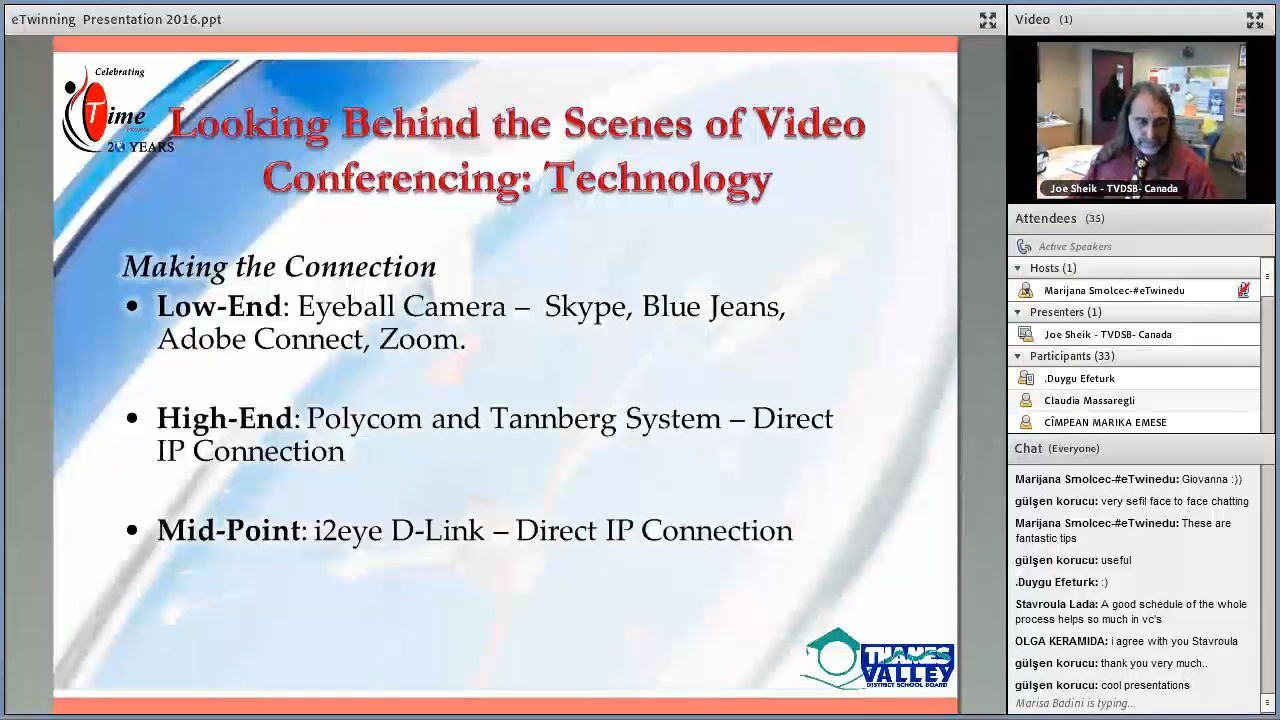 eTwinning Presentation 2016.ppt
Celebrating
Time
20 YEARS
Looking Behind the Scenes of Video
Conferencing: Technology
Making the Connection
• Low-End: Eyeball Camera – Skype, Blue Jeans,
Adobe Connect, Zoom.
• High-End: Polycom and Tannberg System – Direct
IP Connection
• Mid-Point: i2eye D-Link – Direct IP Connection
THAMES
VALLEY
DISTRICT SCHOOL BOARD
Video (1)
Joe Sheik - TVDSB- Canada
Attendees (35)
Active Speakers
Hosts (1)
Marijana Smolcec-#eTwinedu
Presenters (1)
Joe Sheik - TVDSB- Canada
Participants (33)
.Duygu Efeturk
Claudia Massaregli
CÎMPEAN MARIKA EMESE
Chat (Everyone)
Marijana Smolcec-#eTwinedu: Giovanna :))
gülşen korucu: very sefil face to face chatting
Marijana Smolcec-#eTwinedu: These are
fantastic tips
gülşen korucu: useful
.Duygu Efeturk: :)
Stavroula Lada: A good schedule of the whole
process helps so much in vc's
OLGA KERAMIDA: i agree with you Stavroula
gülşen korucu: thank you very much..
gülşen korucu: cool presentations
Marisa Badini is typing...